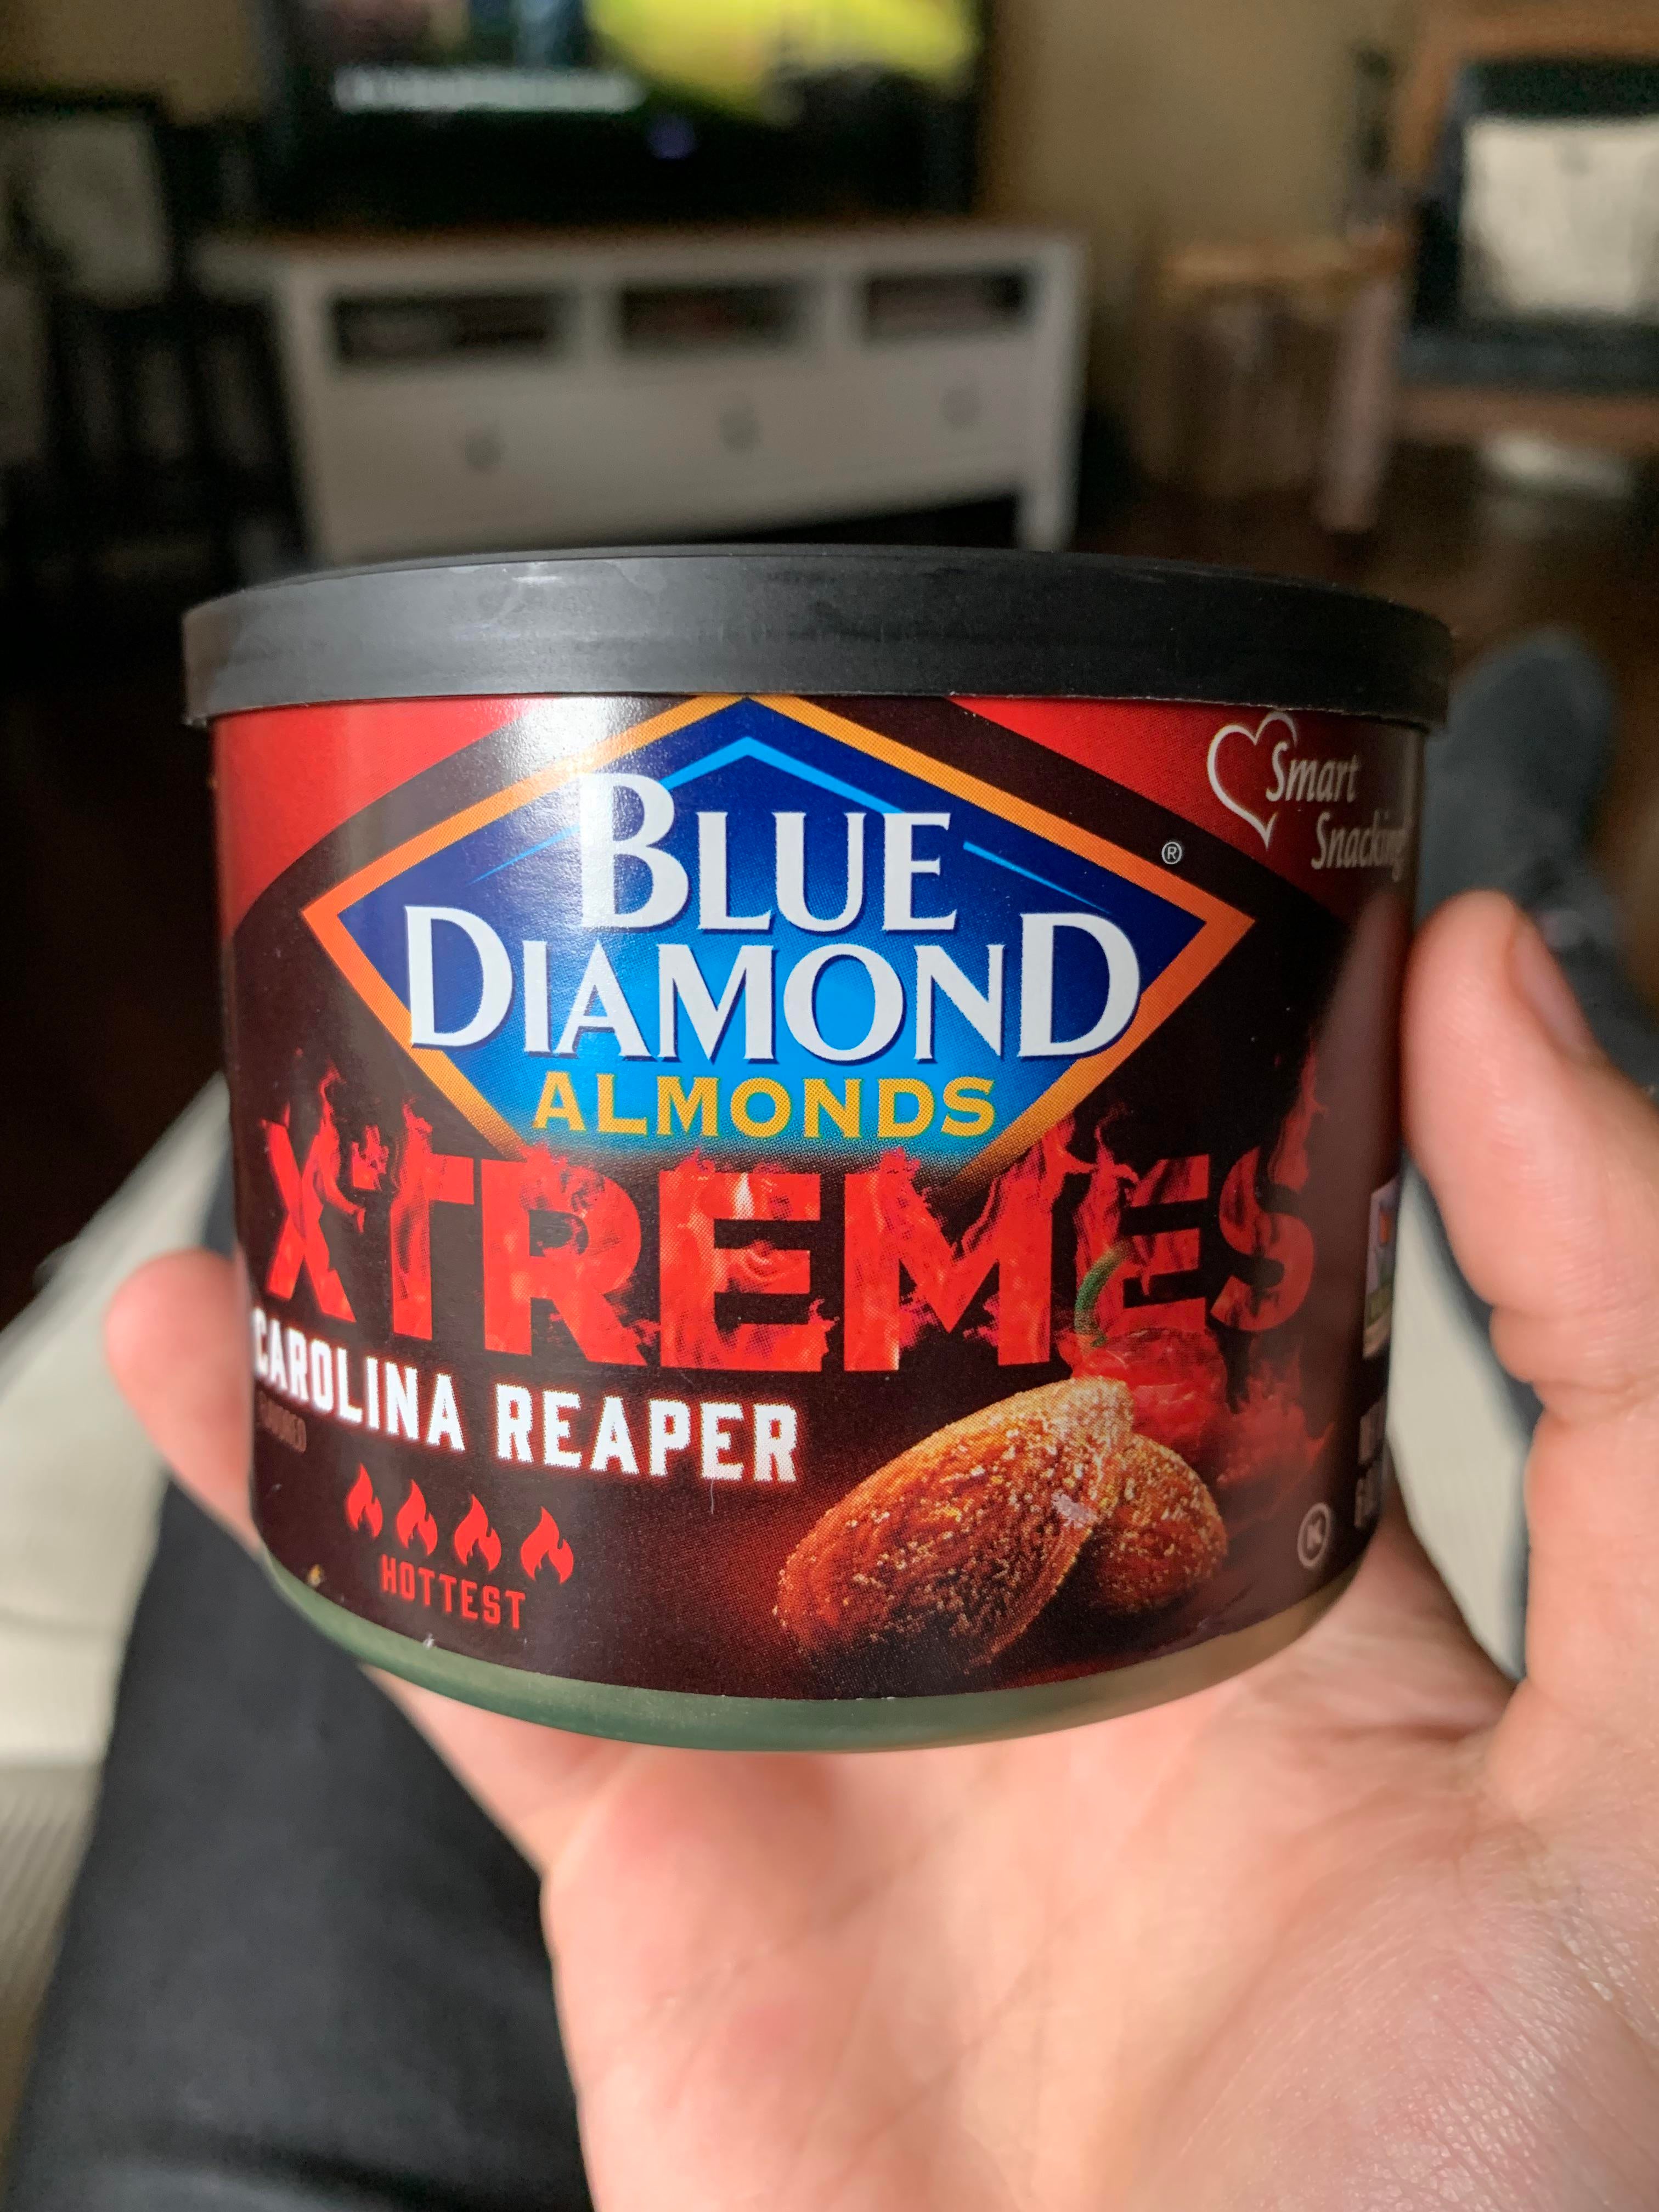 Smart
Snacking
BLUE
DIAMOND
®
ALMONDS
XTREMES
CAROLINA REAPER
HOTTEST
K